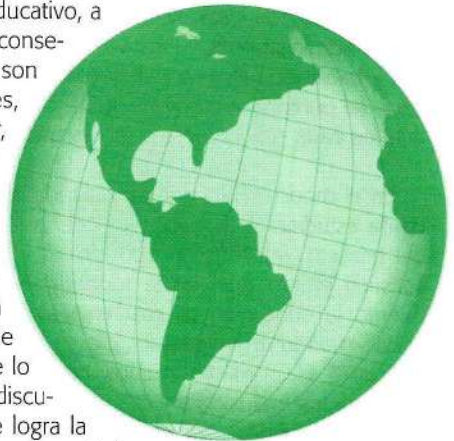 ducativo, a
conse-
son
es,
,
e
e lo
discu-
e logra la